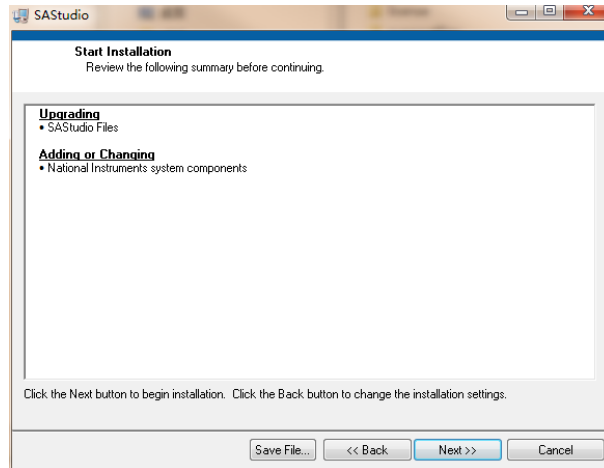 SAStudio
Start Installation
Review the following summary before continuing.
Upgrading
• SAStudio Files
Adding or Changing
• National Instruments system components
Click the Next button to begin installation. Click the Back button to change the installation settings.
Save File...
<< Back
Next >>
Cancel